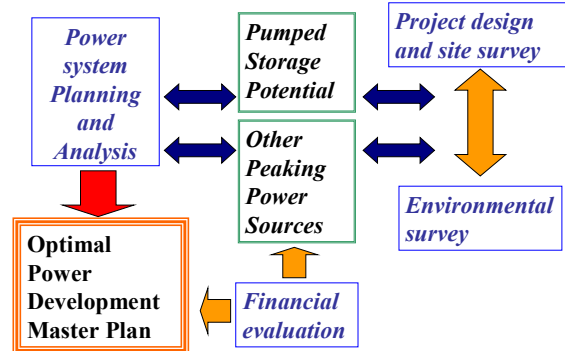 Power
system
Planning
and
Analysis
Pumped
Storage
Potential
Project design
and site survey
Other
Peaking
Power
Sources
Environmental
survey
Optimal
Power
Development
Master Plan
Financial
evaluation